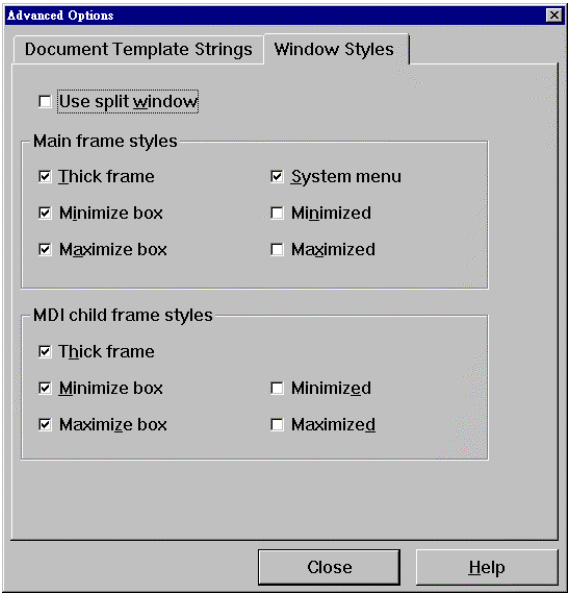 Advanced Options
Document Template Strings Window Styles
Use split window
Main frame styles
Thick frame System menu
Minimize box Minimized
Maximize box Maximized
MDI child frame styles
Thick frame
Minimize box Minimized
Maximize box Maximized
Close Help